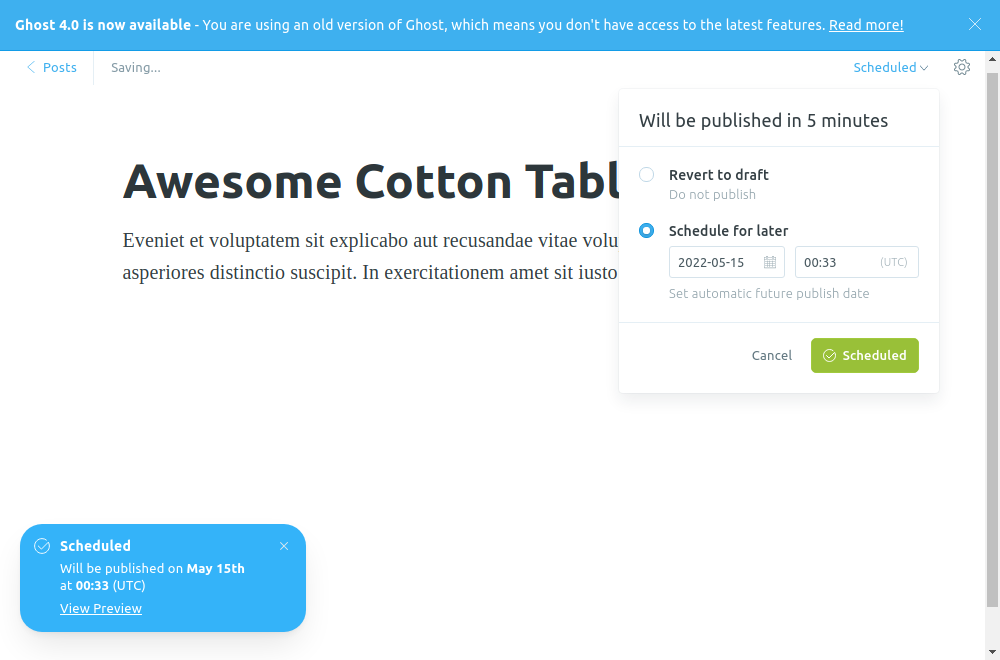 Ghost 4.0 is now available - You are using an old version of Ghost, which means you don't have access to the latest features. Read more!
Posts
Saving...
Scheduled
Will be published in 5 minutes
Awesome Cotton Tabl
Eveniet et voluptatem sit explicabo aut recusandae vitae volu
asperiores distinctio suscipit. In exercitationem amet sit iusto
Revert to draft
Do not publish
Schedule for later
2022-05-15
00:33 (UTC)
Set automatic future publish date
Cancel
Scheduled
Scheduled
Will be published on May 15th
at 00:33 (UTC)
View Preview